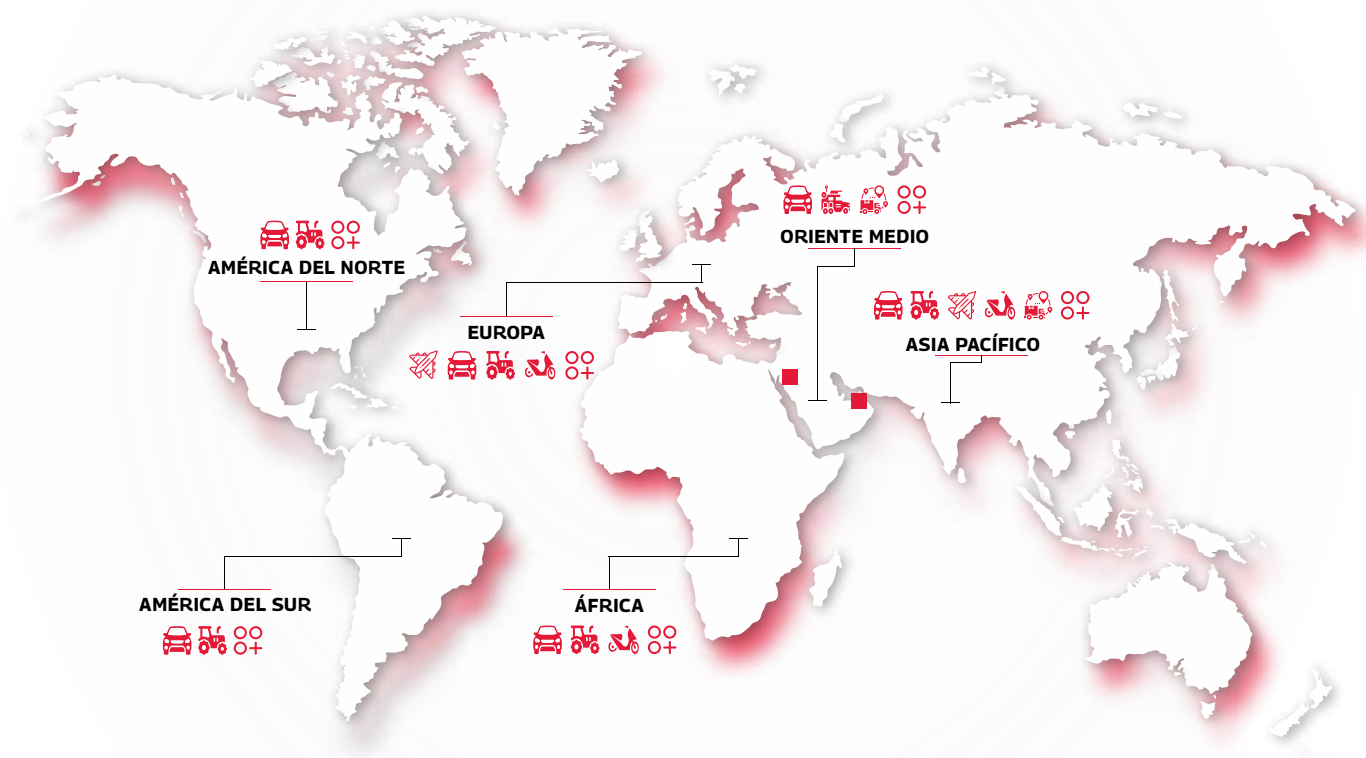 AMÉRICA DEL NORTE
ORIENTE MEDIO
EUROPA
ASIA PACÍFICO
AMÉRICA DEL SUR
ÁFRICA